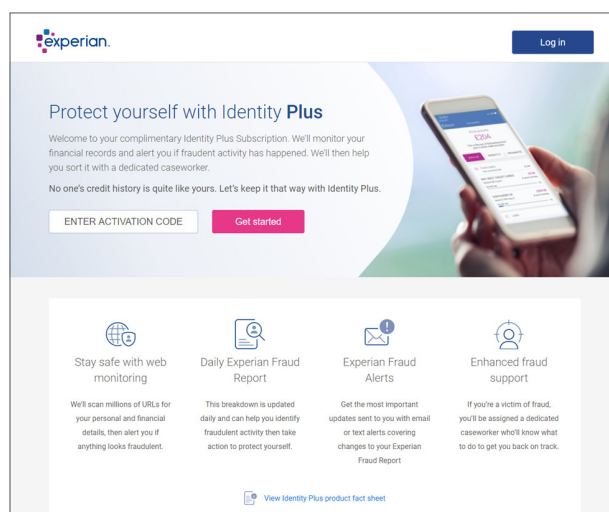 experian.
Log in
Protect yourself with Identity Plus
Welcome to your complimentary Identity Plus Subscription. We'll monitor your
financial records and alert you if fraudent activity has happened. We'll then help
you sort it with a dedicated caseworker.
No one's credit history is quite like yours. Let's keep it that way with Identity Plus.
ENTER ACTIVATION CODE
Get started
£204
Stay safe with web
monitoring
We'll scan millions of URLs for
your personal and financial
details, then alert you if
anything looks fraudulent.
Daily Experian Fraud
Report
This breakdown is updated
daily and can help you identify
fraudulent activity then take
action to protect yourself.
Experian Fraud
Alerts
Get the most important
updates sent to you with email
or text alerts covering
changes to your Experian
Fraud Report
Enhanced fraud
support
If you're a victim of fraud,
you'll be assigned a dedicated
caseworker who'll know what
to do to get you back on track.
View Identity Plus product fact sheet